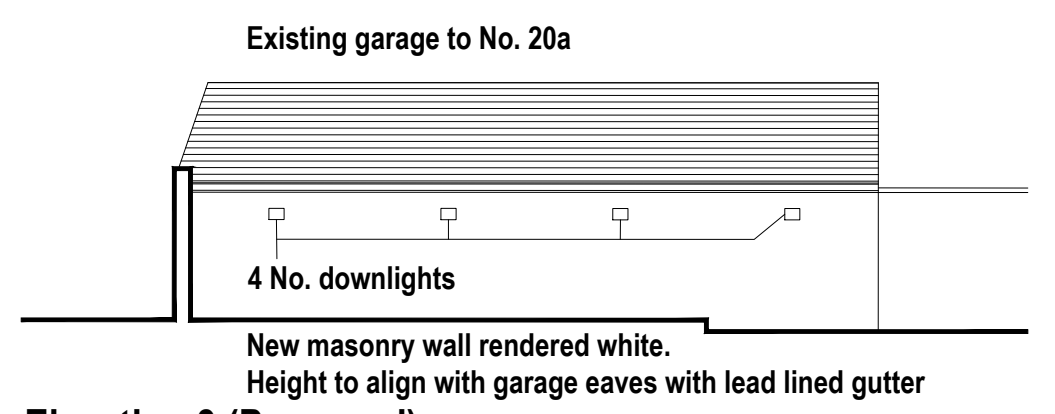 Existing garage to No. 20a
4 No. downlights
New masonry wall rendered white.
Height to align with garage eaves with lead lined gutter